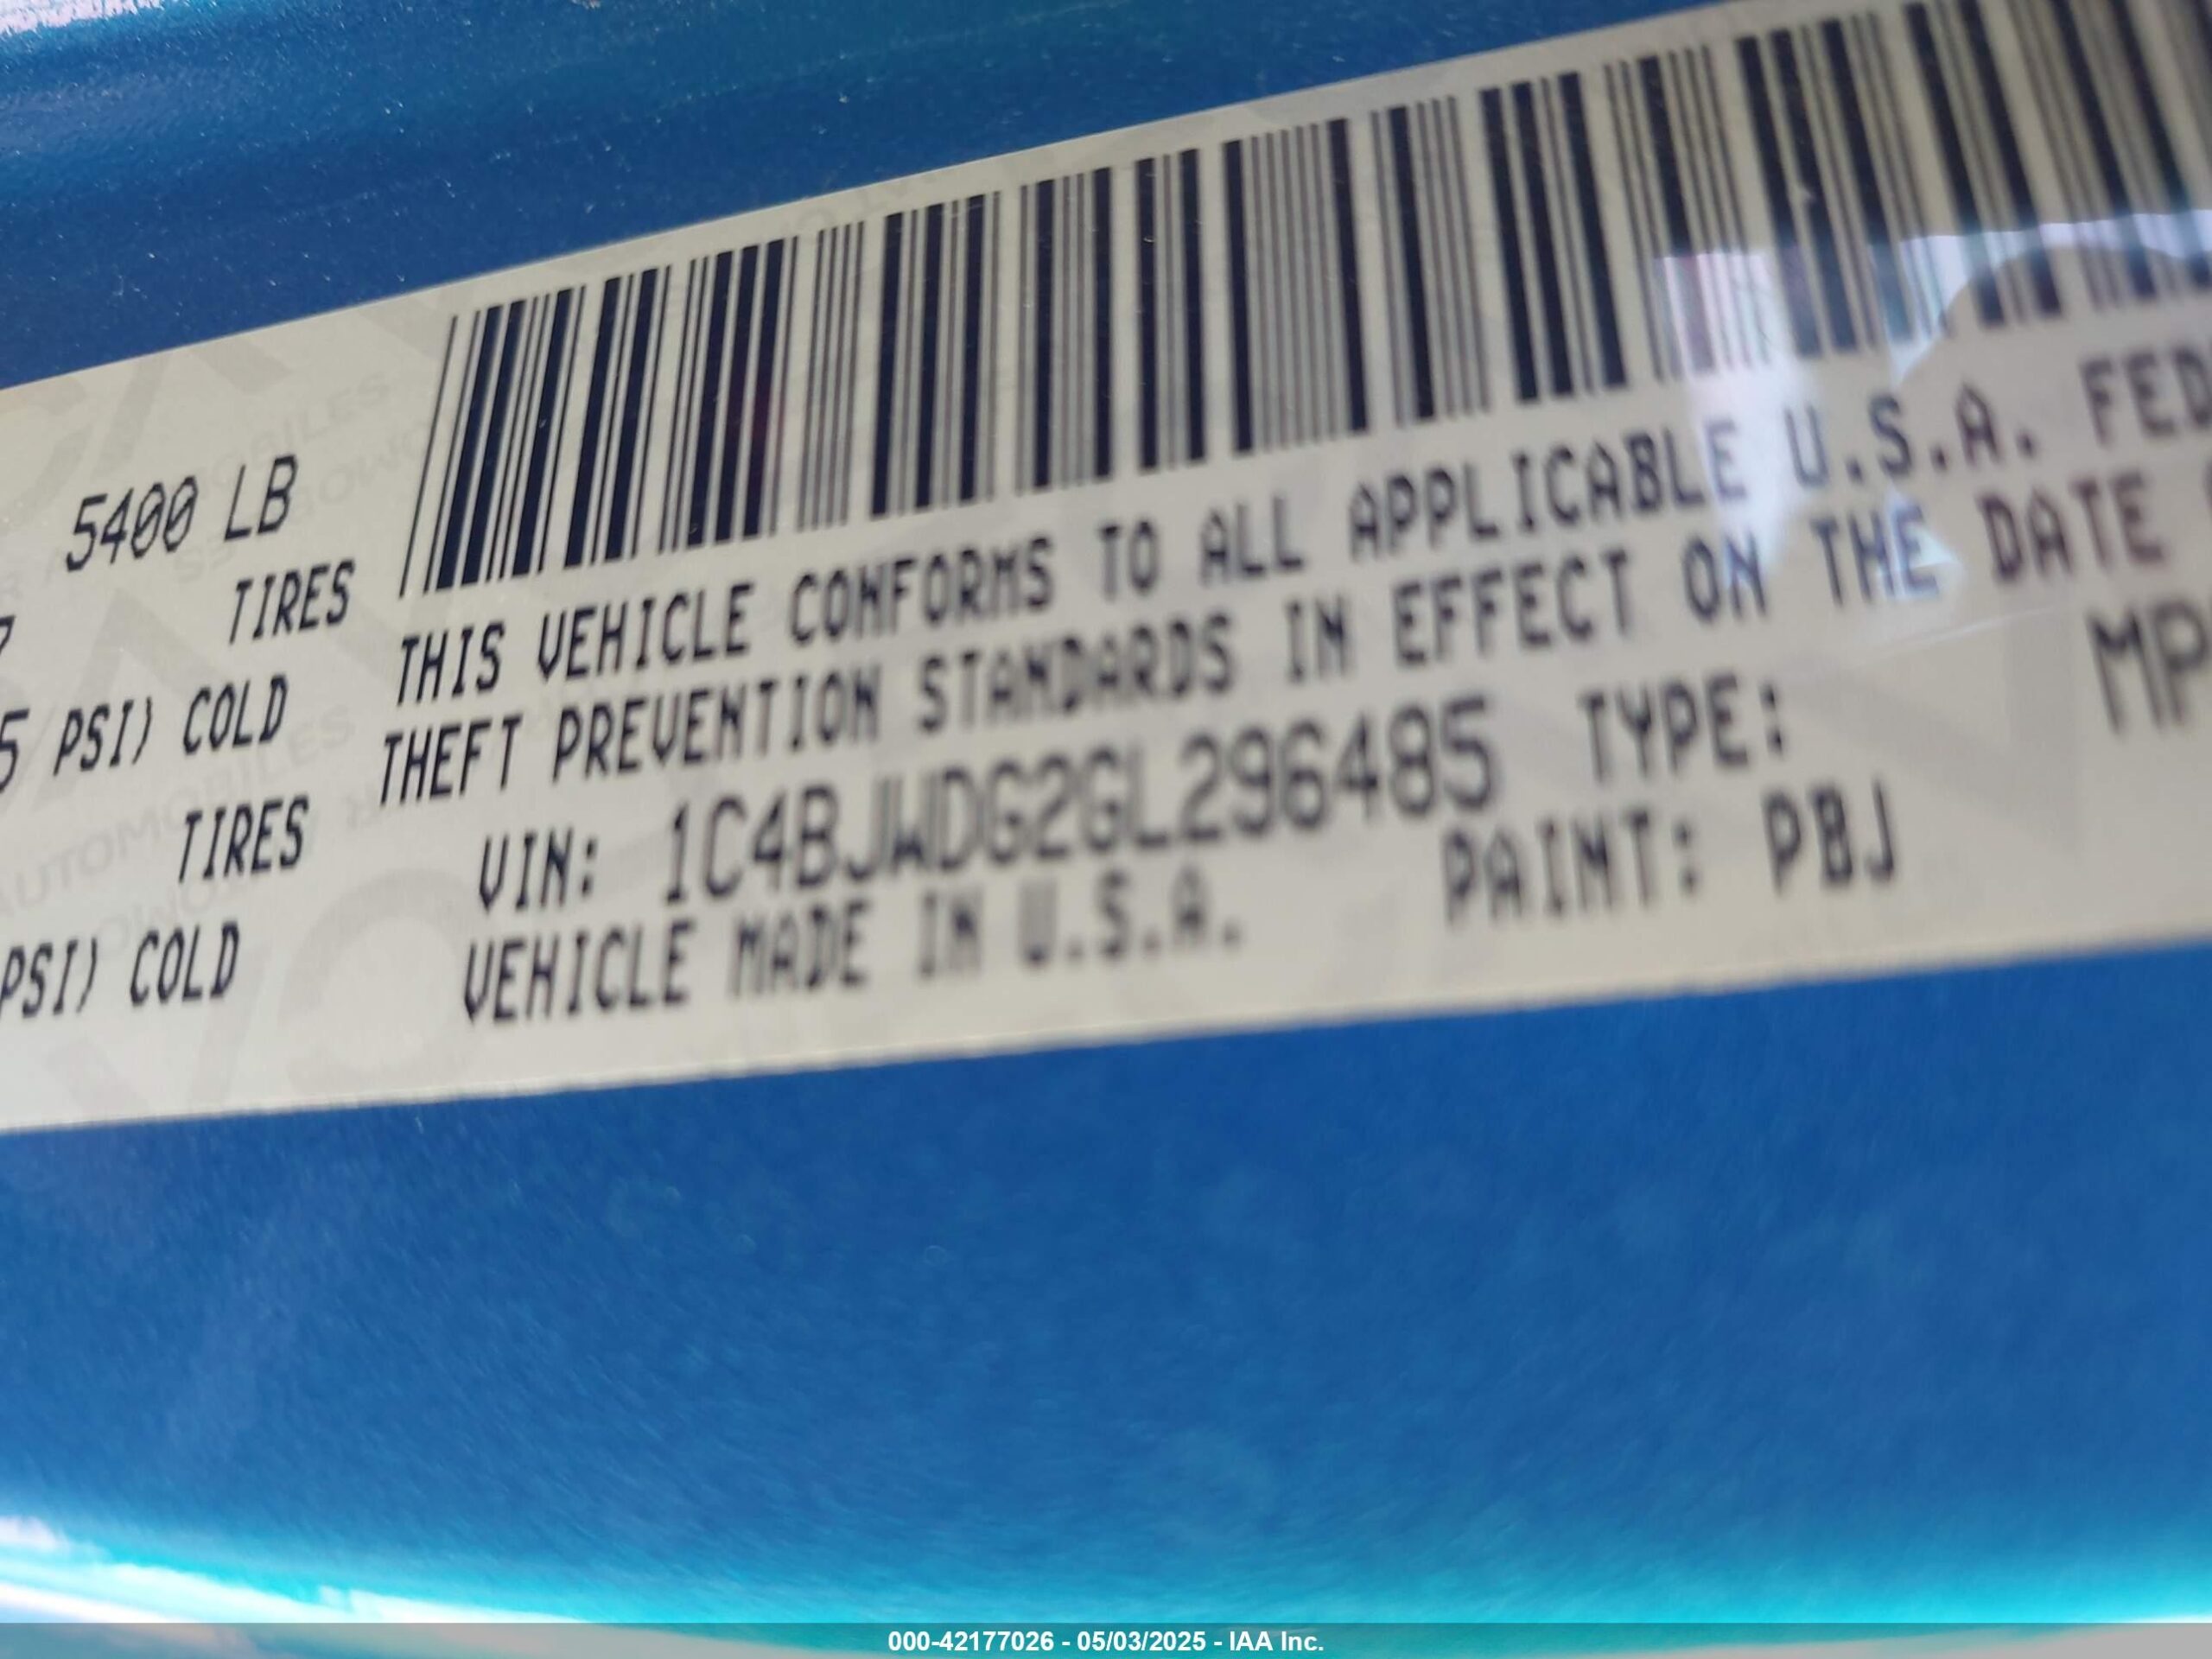 5400 LB
TIRES
5 PSI) COLD
TIRES
PSI) COLD
THIS VEHICLE CONFORMS TO ALL APPLICABLE U.S.A. FED
THEFT PREVENTION STANDARDS IN EFFECT ON THE DATE
VIN: 1C4BJWDG2GL296485 TYPE: MP
VEHICLE MADE IN U.S.A. PAINT: PBJ
000-42177026 - 05/03/2025 - IAA Inc.